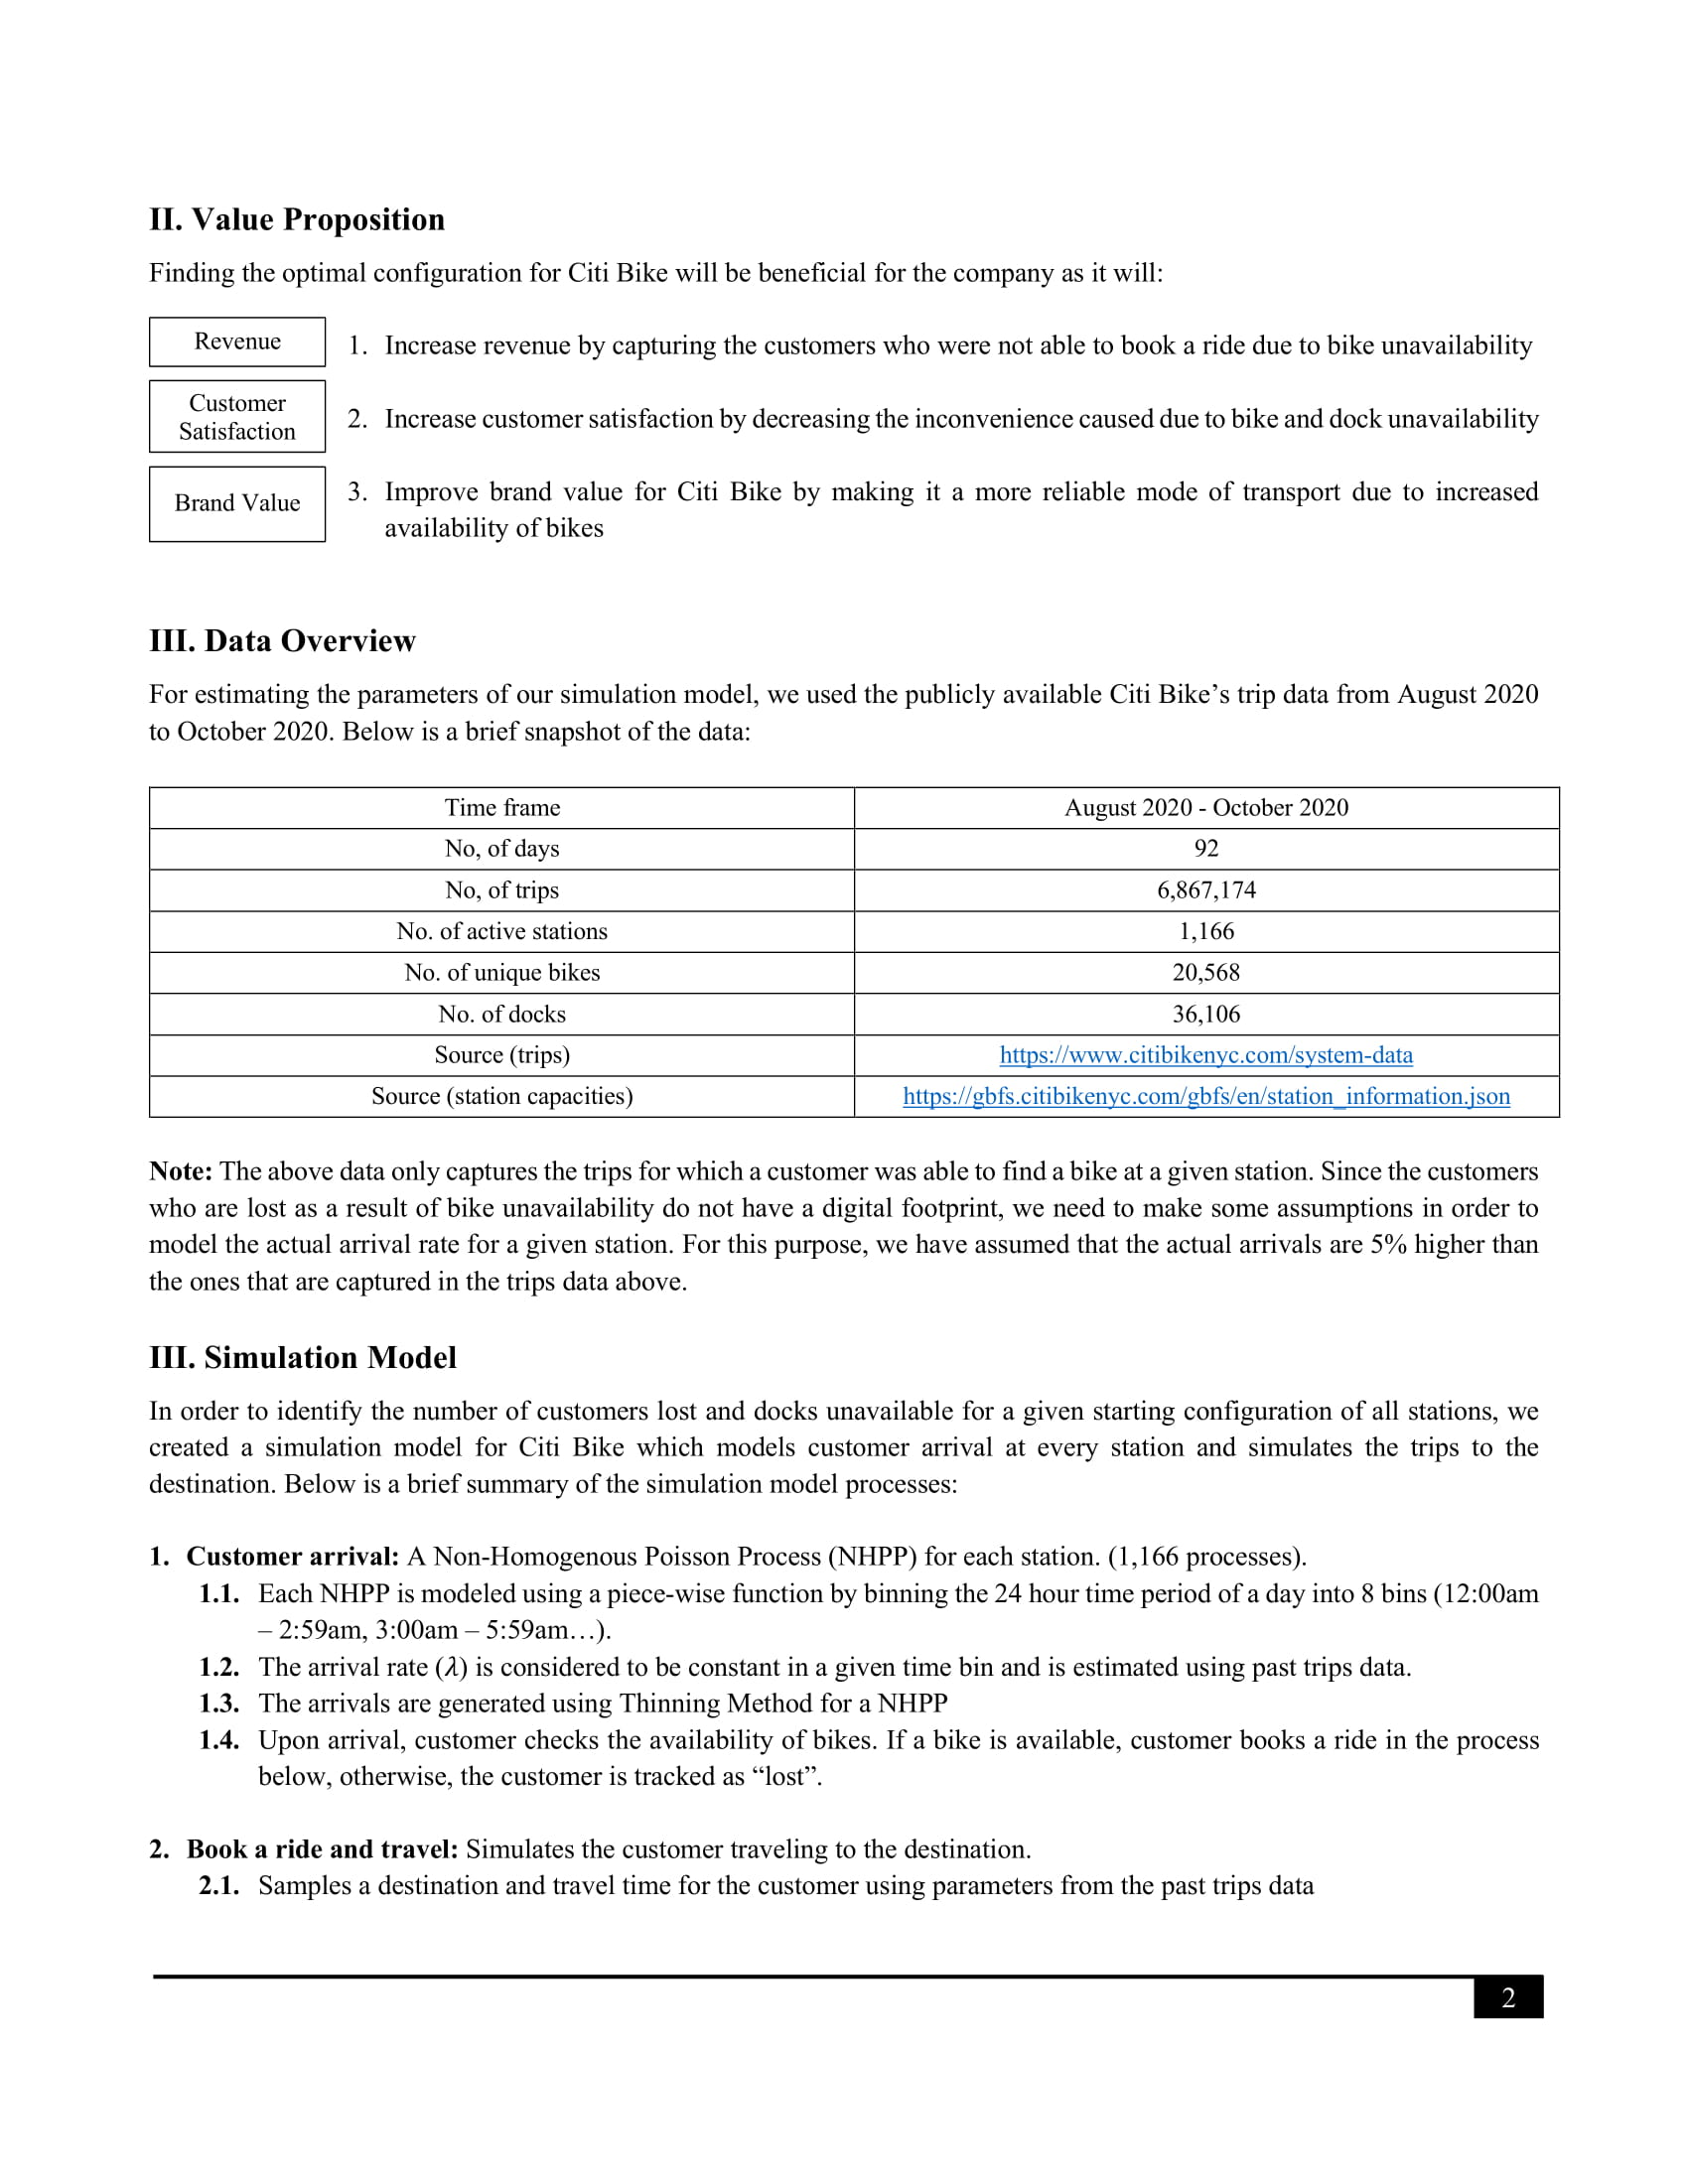 II. Value Proposition
Finding the optimal configuration for Citi Bike will be beneficial for the company as it will:
Revenue
1. Increase revenue by capturing the customers who were not able to book a ride due to bike unavailability
Customer
Satisfaction
2. Increase customer satisfaction by decreasing the inconvenience caused due to bike and dock unavailability
Brand Value
3. Improve brand value for Citi Bike by making it a more reliable mode of transport due to increased
availability of bikes
III. Data Overview
For estimating the parameters of our simulation model, we used the publicly available Citi Bike’s trip data from August 2020
to October 2020. Below is a brief snapshot of the data:
Time frame August 2020 - October 2020
No, of days 92
No, of trips 6,867,174
No. of active stations 1,166
No. of unique bikes 20,568
No. of docks 36,106
Source (trips) https://www.citibikenyc.com/system-data
Source (station capacities) https://gbfs.citibikenyc.com/gbfs/en/station_information.json
Note: The above data only captures the trips for which a customer was able to find a bike at a given station. Since the customers
who are lost as a result of bike unavailability do not have a digital footprint, we need to make some assumptions in order to
model the actual arrival rate for a given station. For this purpose, we have assumed that the actual arrivals are 5% higher than
the ones that are captured in the trips data above.
III. Simulation Model
In order to identify the number of customers lost and docks unavailable for a given starting configuration of all stations, we
created a simulation model for Citi Bike which models customer arrival at every station and simulates the trips to the
destination. Below is a brief summary of the simulation model processes:
1. Customer arrival: A Non-Homogenous Poisson Process (NHPP) for each station. (1,166 processes).
1.1. Each NHPP is modeled using a piece-wise function by binning the 24 hour time period of a day into 8 bins (12:00am
– 2:59am, 3:00am – 5:59am…).
1.2. The arrival rate (λ) is considered to be constant in a given time bin and is estimated using past trips data.
1.3. The arrivals are generated using Thinning Method for a NHPP
1.4. Upon arrival, customer checks the availability of bikes. If a bike is available, customer books a ride in the process
below, otherwise, the customer is tracked as “lost”.
2. Book a ride and travel: Simulates the customer traveling to the destination.
2.1. Samples a destination and travel time for the customer using parameters from the past trips data
2